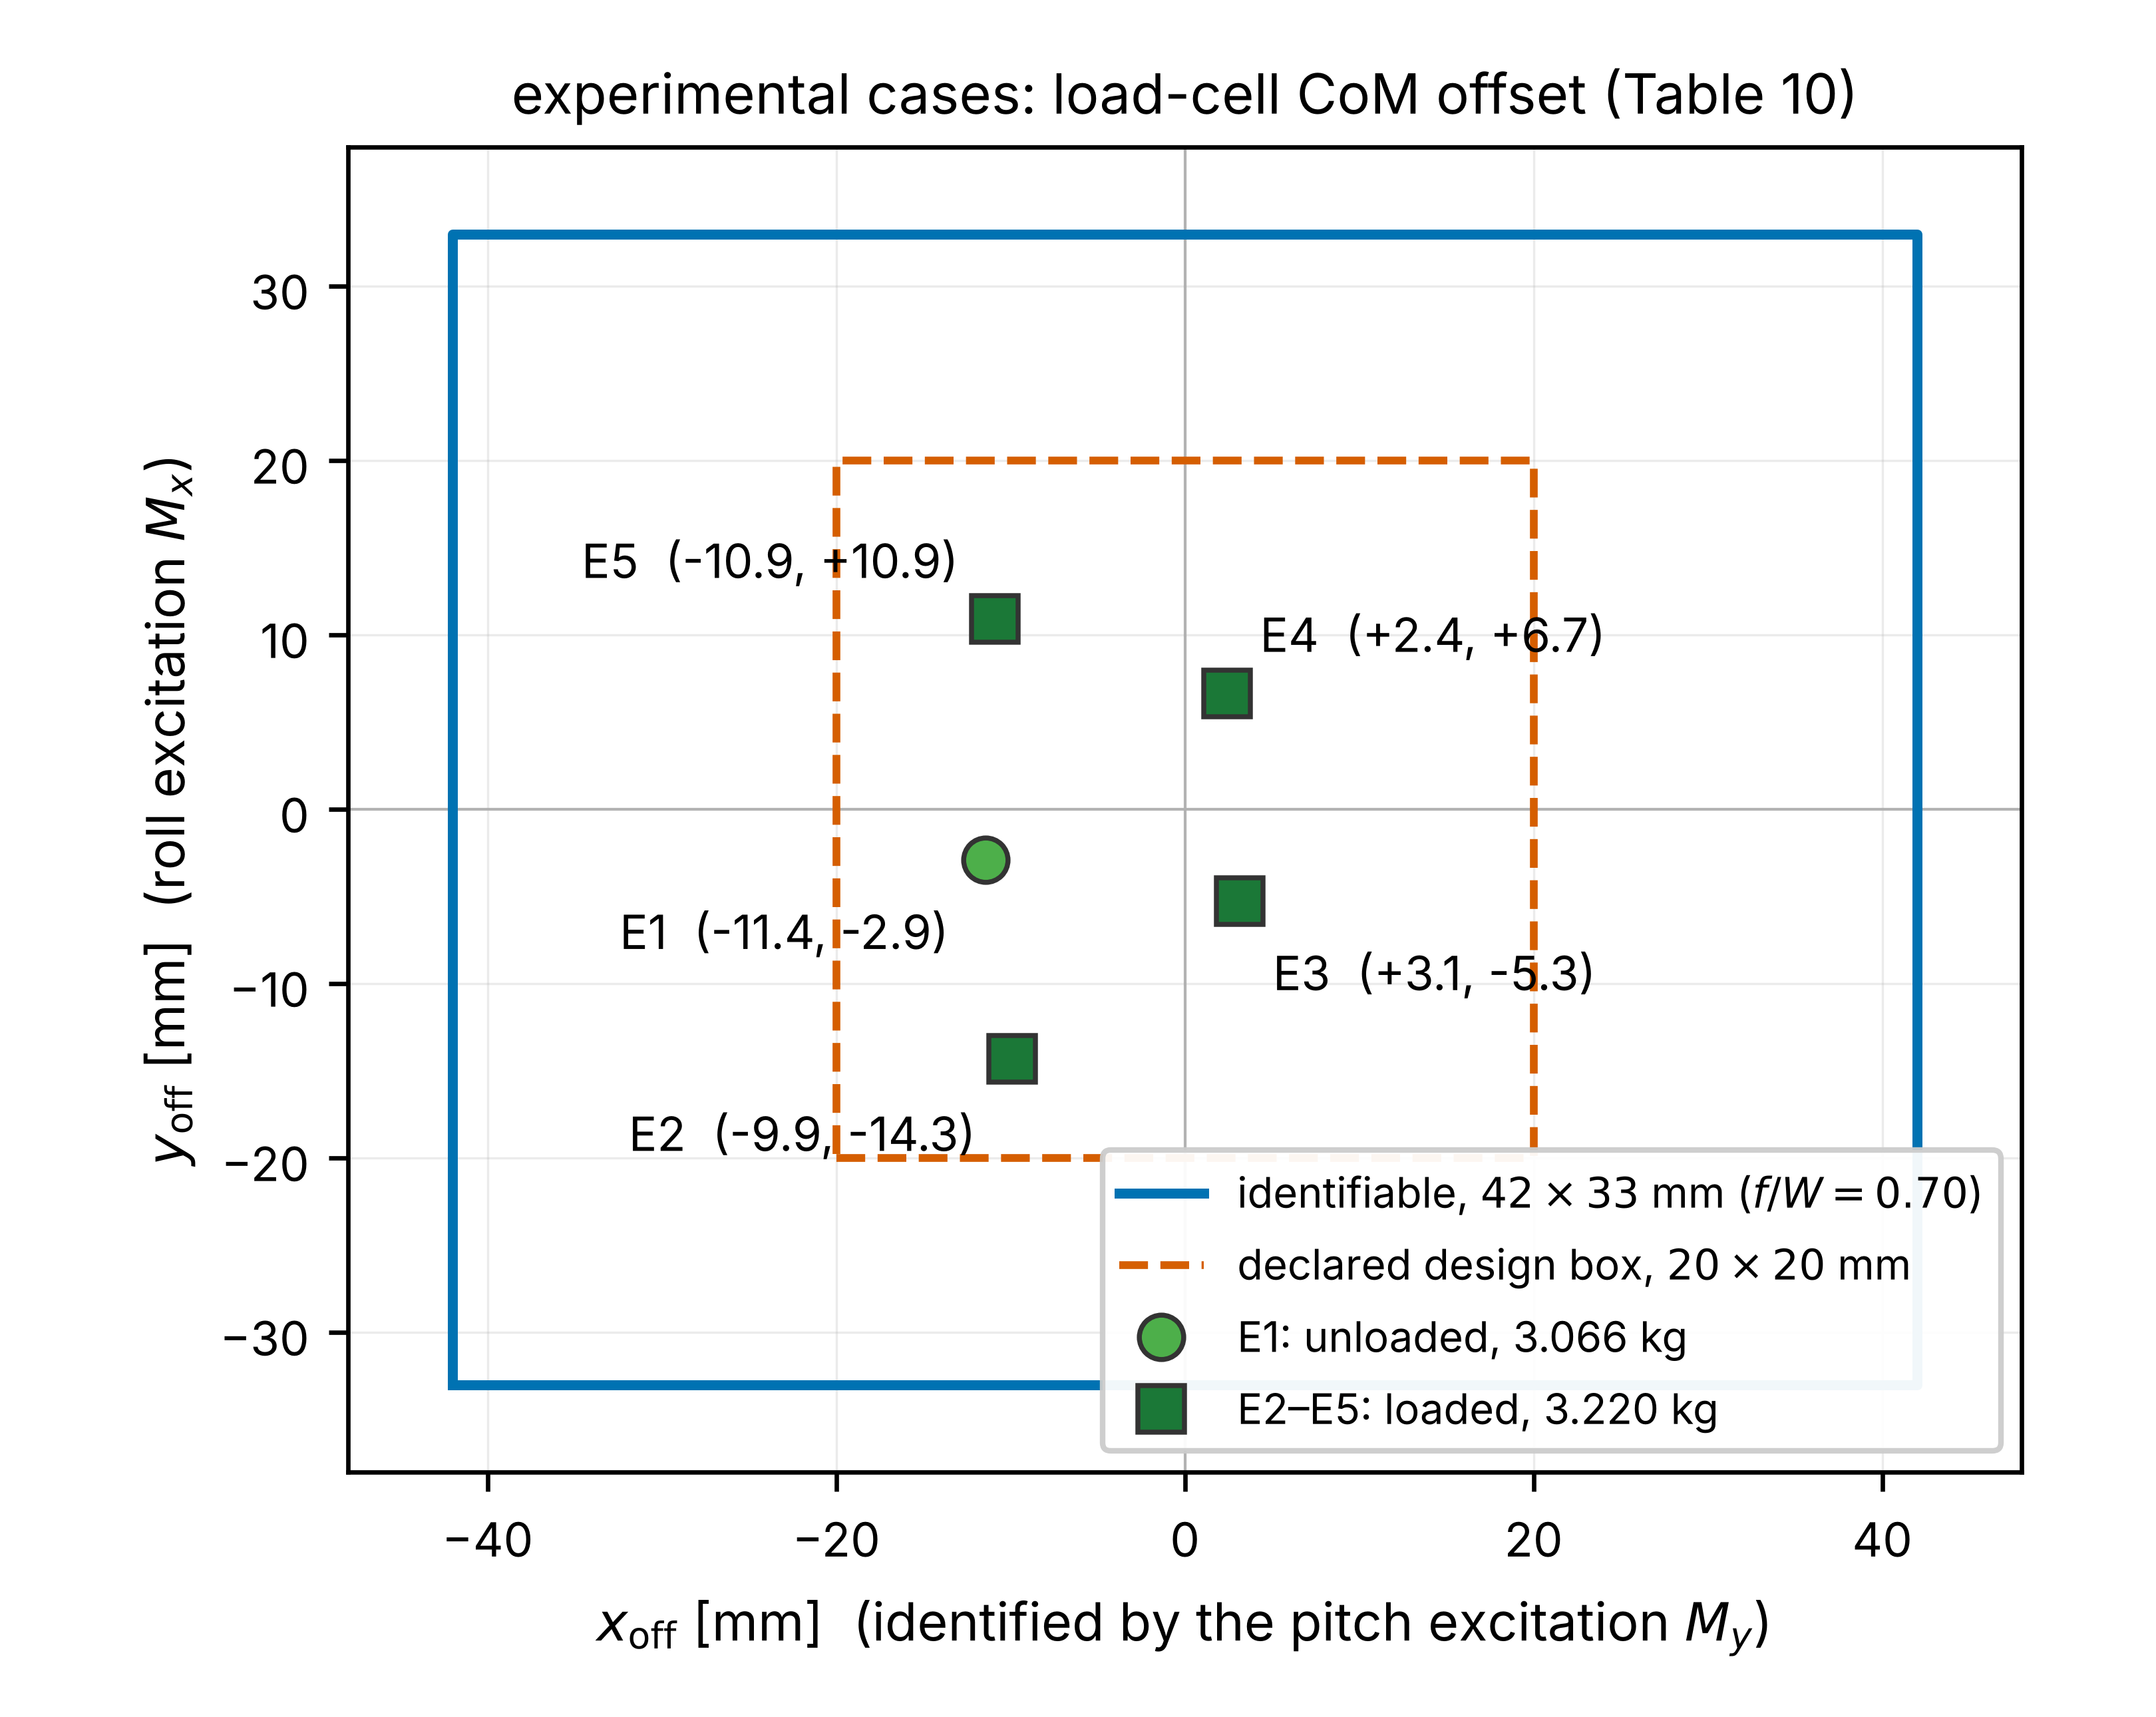 experimental cases: load-cell CoM offset (Table 10)
y_off [mm]  (roll excitation M_x)
30
20
10
0
−10
−20
−30
E5  (-10.9, +10.9)
E4  (+2.4, +6.7)
E1  (-11.4, -2.9)
E3  (+3.1, -5.3)
E2  (-9.9, -14.3)
identifiable, 42 × 33 mm (f/W = 0.70)
declared design box, 20 × 20 mm
E1: unloaded, 3.066 kg
E2–E5: loaded, 3.220 kg
−40
−20
0
20
40
x_off [mm]  (identified by the pitch excitation M_y)